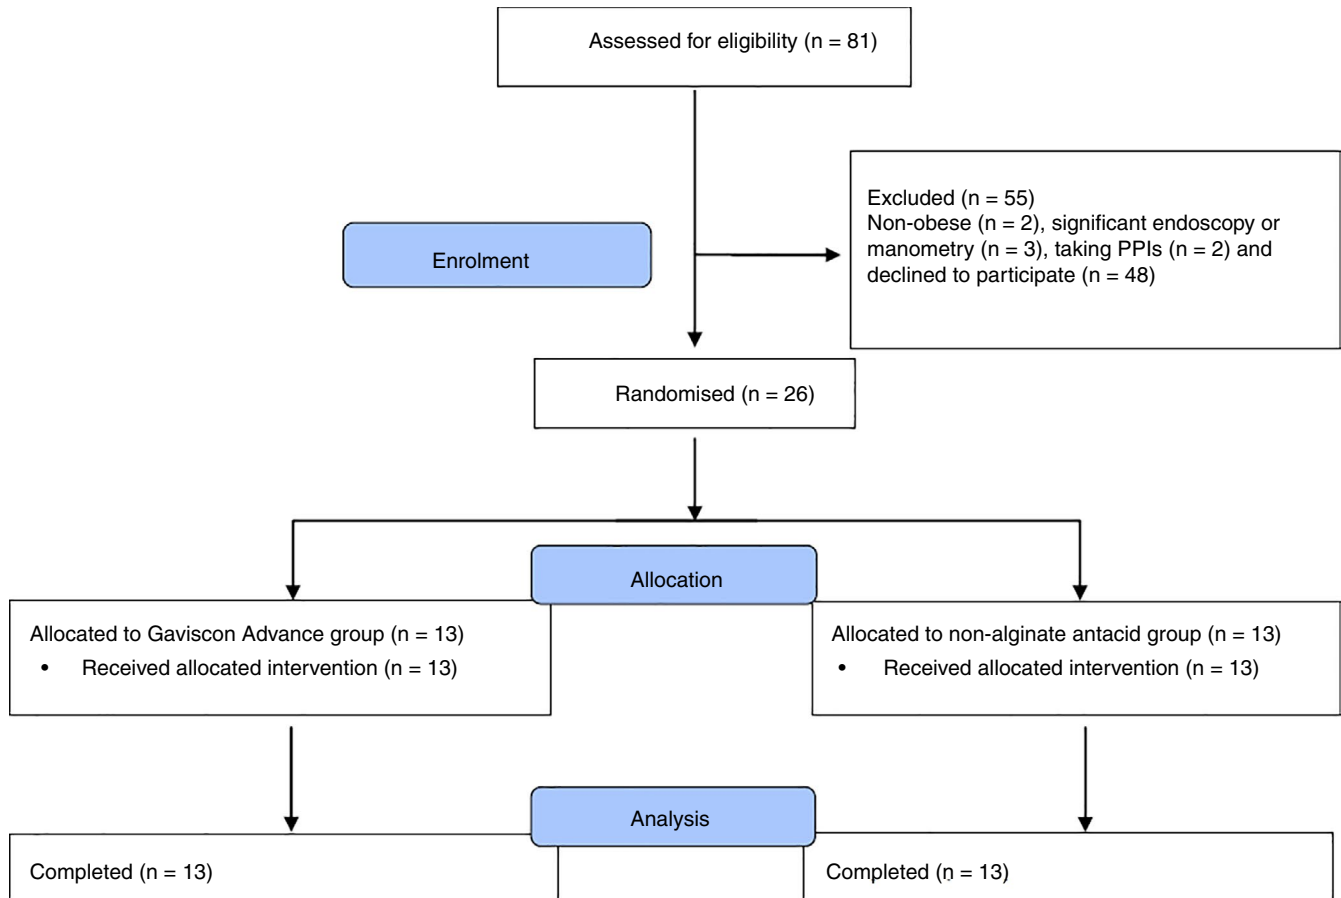 Assessed for eligibility (n = 81)
Excluded (n = 55)
Non-obese (n = 2), significant endoscopy or
manometry (n = 3), taking PPIs (n = 2) and
declined to participate (n = 48)
Enrolment
Randomised (n = 26)
Allocation
Allocated to Gaviscon Advance group (n = 13)
• Received allocated intervention (n = 13)
Allocated to non-alginate antacid group (n = 13)
• Received allocated intervention (n = 13)
Analysis
Completed (n = 13)
Completed (n = 13)